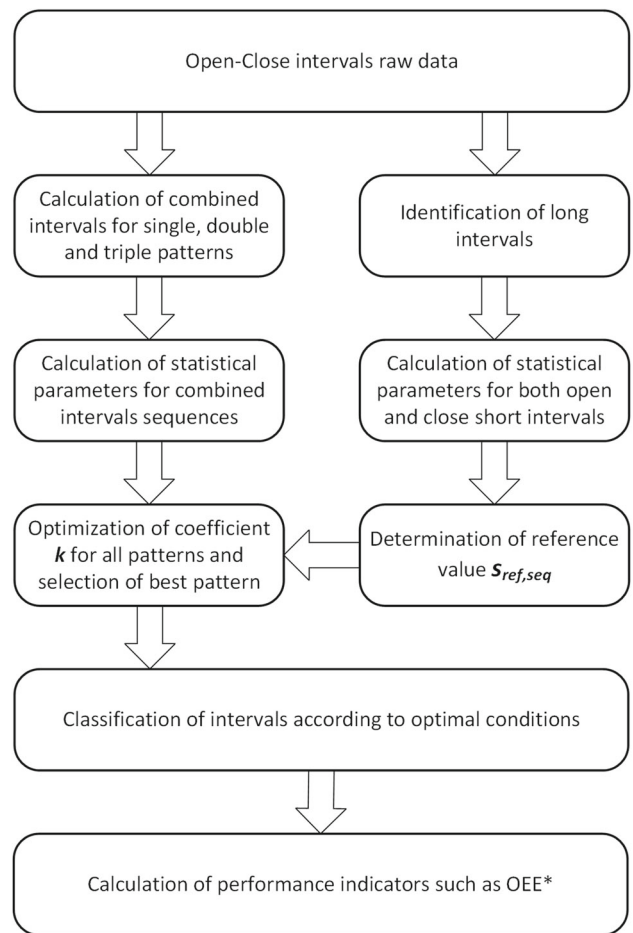 Open-Close intervals raw data
Calculation of combined
intervals for single, double
and triple patterns
Identification of long
intervals
Calculation of statistical
parameters for combined
intervals sequences
Calculation of statistical
parameters for both open
and close short intervals
Optimization of coefficient
k for all patterns and
selection of best pattern
Determination of reference
value S_ref,seq
Classification of intervals according to optimal conditions
Calculation of performance indicators such as OEE*